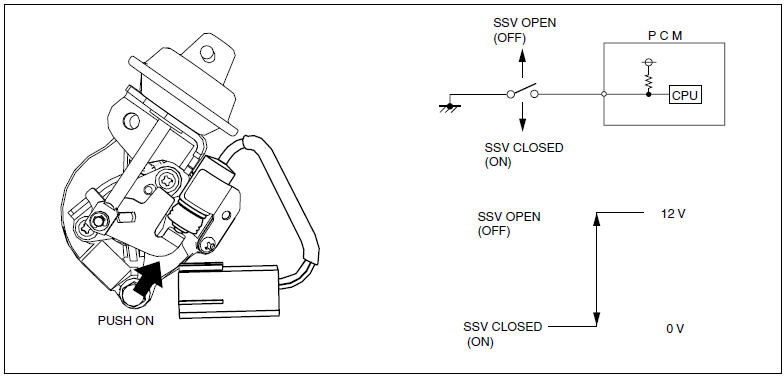 PUSH ON
SSV OPEN
(OFF)
P C M
CPU
SSV CLOSED
(ON)
SSV OPEN
(OFF)
12 V
SSV CLOSED
(ON)
0 V